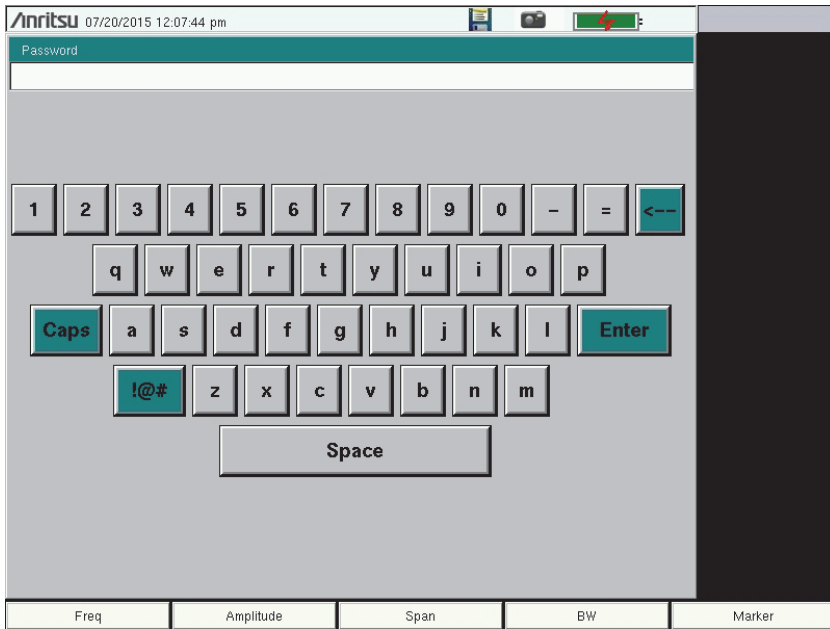 /inritsu 07/20/2015 12:07:44 pm
Password
1 2 3 4 5 6 7 8 9 0 - = <--
q w e r t y u i o p
Caps a s d f g h j k l Enter
!@# z x c v b n m
Space
Freq Amplitude Span BW Marker